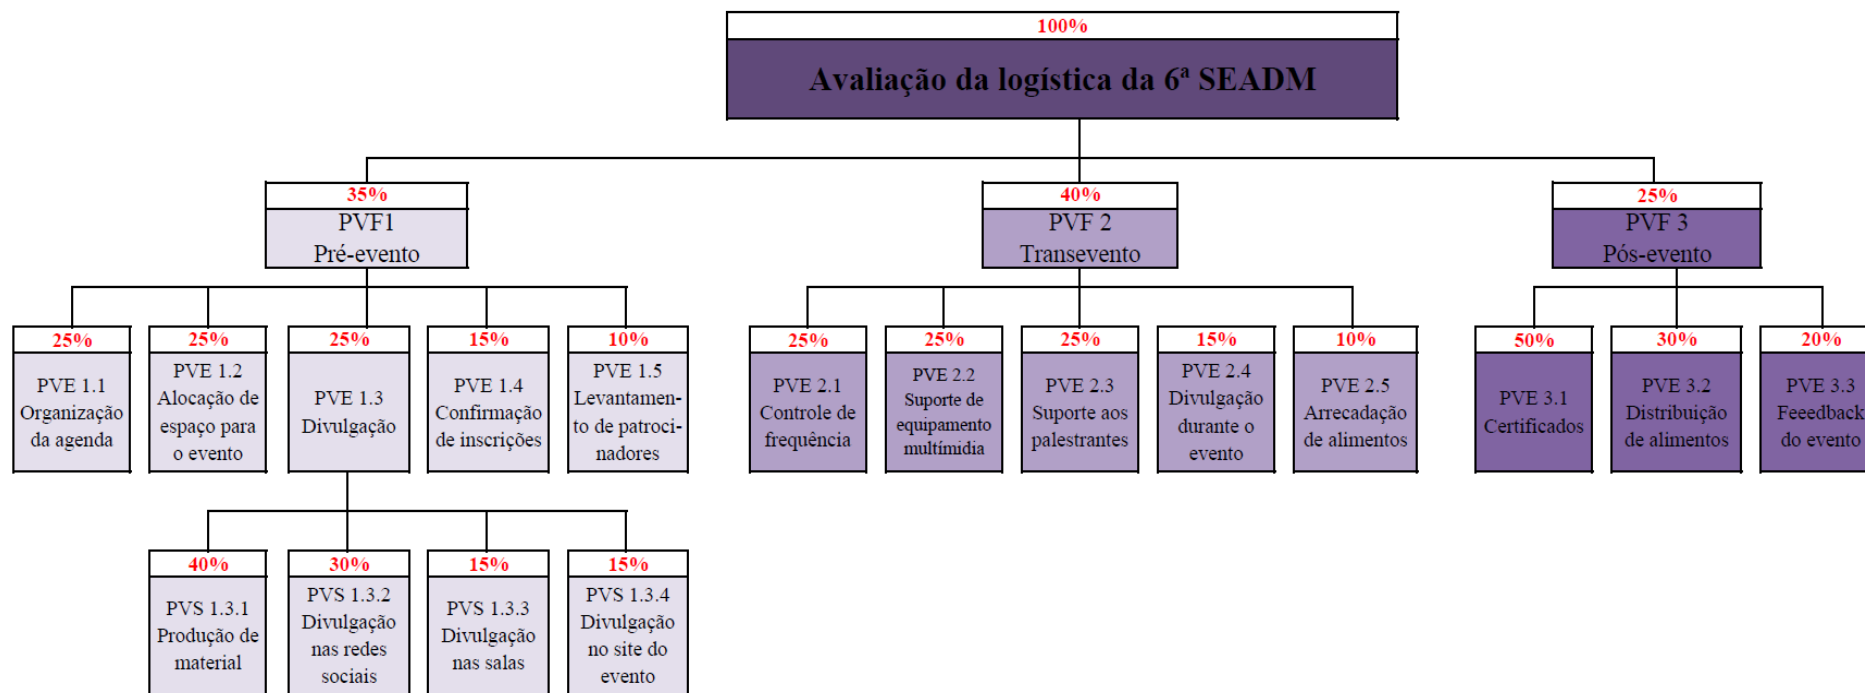 100%
Avaliação da logística da 6ª SEADM
35%
PVF1
Pré-evento
40%
PVF 2
Transevento
25%
PVF 3
Pós-evento
25%
PVE 1.1
Organização
da agenda
25%
PVE 1.2
Alocação de
espaço para
o evento
25%
PVE 1.3
Divulgação
15%
PVE 1.4
Confirmação
de inscrições
10%
PVE 1.5
Levantamen-
to de patroci-
nadores
25%
PVE 2.1
Controle de
frequência
25%
PVE 2.2
Suporte de
equipamento
multímidia
25%
PVE 2.3
Suporte aos
palestrantes
15%
PVE 2.4
Divulgação
durante o
evento
10%
PVE 2.5
Arrecadação
de alimentos
50%
PVE 3.1
Certificados
30%
PVE 3.2
Distribuição
de alimentos
20%
PVE 3.3
Feeedback
do evento
40%
PVS 1.3.1
Produção de
material
30%
PVS 1.3.2
Divulgação
nas redes
sociais
15%
PVS 1.3.3
Divulgação
nas salas
15%
PVS 1.3.4
Divulgação
no site do
evento